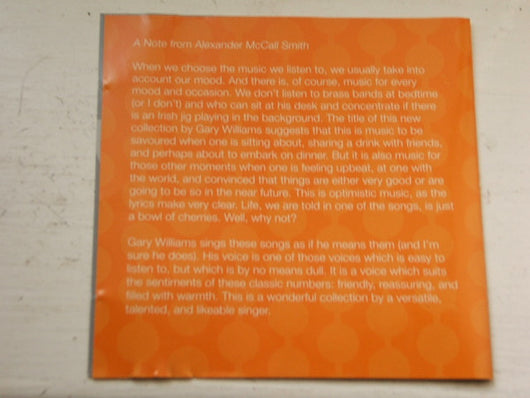 A Note from Alexander McCall Smith
When we choose the music we listen to, we usually take into
account our mood. And there is, of course, music for every
mood and occasion. We don't listen to brass bands at bedtime
(or I don't) and who can sit at his desk and concentrate if there
is an Irish jig playing in the background. The title of this new
collection by Gary Williams suggests that this is music to be
savoured when one is sitting about, sharing a drink with friends,
and perhaps about to embark on dinner. But it is also music for
those other moments when one is feeling upbeat, at one with
the world, and convinced that things are either very good or are
going to be so in the near future. This is optimistic music, as the
lyrics make very clear. Life, we are told in one of the songs, is just
a bowl of cherries. Well, why not?
Gary Williams sings these songs as if he means them (and I'm
sure he does). His voice is one of those voices which is easy to
listen to, but which is by no means dull. It is a voice which suits
the sentiments of these classic numbers: friendly, reassuring, and
filled with warmth. This is a wonderful collection by a versatile,
talented, and likeable singer.